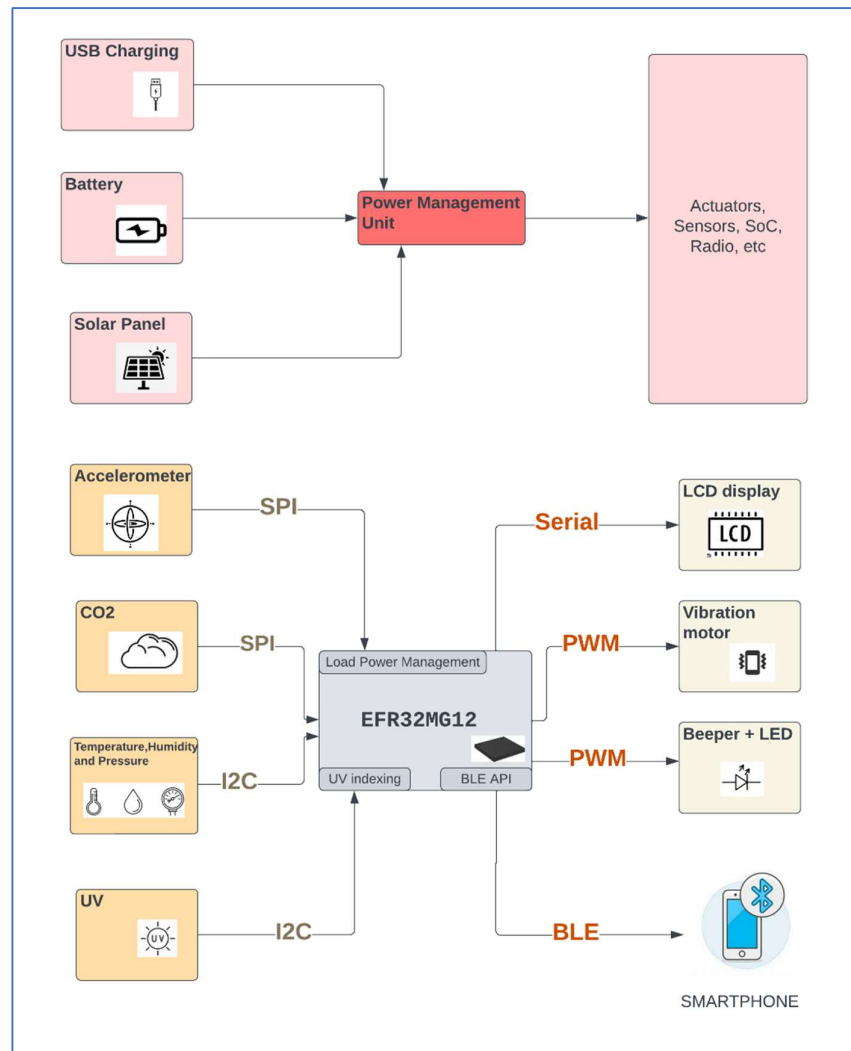 USB Charging
Battery
Power Management
Unit
Actuators,
Sensors, SoC,
Radio, etc
Solar Panel
Accelerometer
SPI
Serial
LCD display
LCD
CO2
SPI
PWM
Vibration
motor
Load Power Management
EFR32MG12
UV indexing
BLE API
Temperature,Humidity
and Pressure
I2C
PWM
Beeper + LED
UV
UV
I2C
BLE
SMARTPHONE